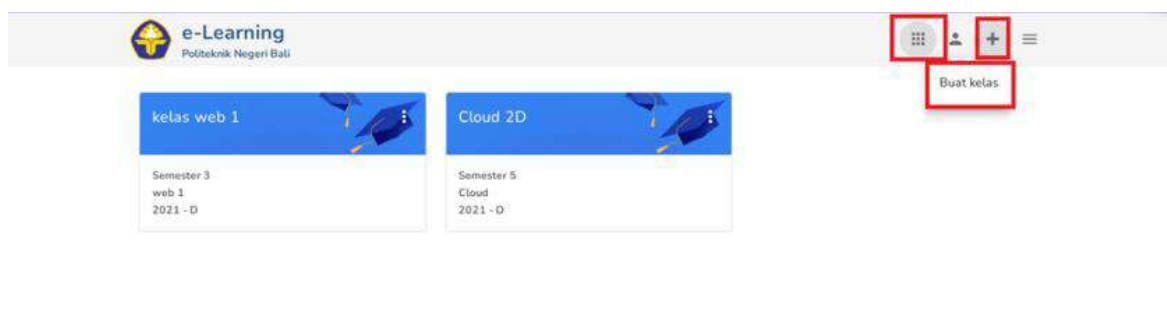 e-Learning
Politeknik Negeri Bali
Buat kelas
kelas web 1
Semester 3
web 1
2021 - D
Cloud 2D
Semester 5
Cloud
2021 - D